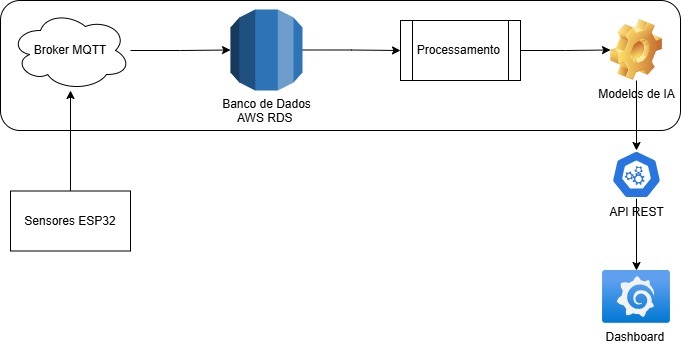 Broker MQTT
Banco de Dados
AWS RDS
Processamento
Modelos de IA
Sensores ESP32
API REST
Dashboard